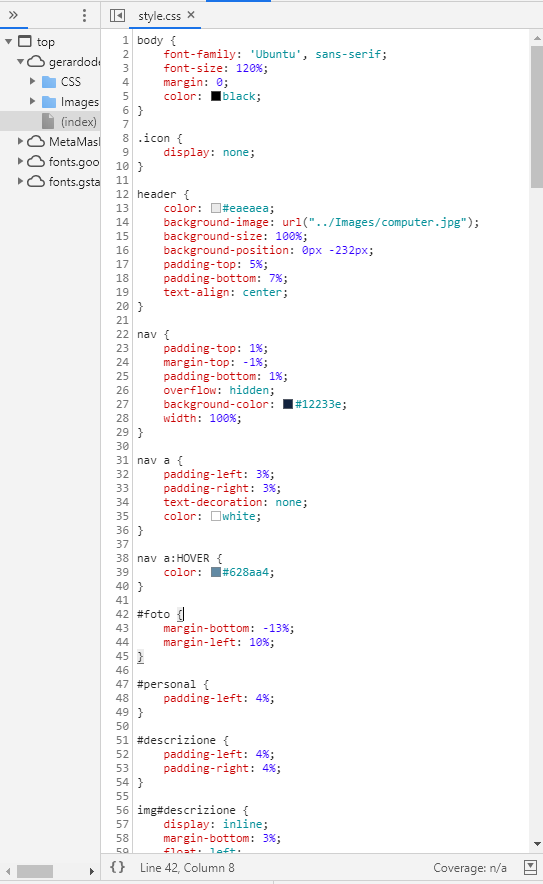 » style.css ×
top
gerardode
CSS
Images
(index)
MetaMas
fonts.goo
fonts.gsta
1 body {
2 font-family: 'Ubuntu', sans-serif;
3 font-size: 120%;
4 margin: 0;
5 color: black;
6 }
7
8 .icon {
9 display: none;
10 }
11
12 header {
13 color: #eaeaea;
14 background-image: url("../Images/computer.jpg");
15 background-size: 100%;
16 background-position: 0px -232px;
17 padding-top: 5%;
18 padding-bottom: 7%;
19 text-align: center;
20 }
21
22 nav {
23 padding-top: 1%;
24 margin-top: -1%;
25 padding-bottom: 1%;
26 overflow: hidden;
27 background-color: #12233e;
28 width: 100%;
29 }
30
31 nav a {
32 padding-left: 3%;
33 padding-right: 3%;
34 text-decoration: none;
35 color: white;
36 }
37
38 nav a:HOVER {
39 color: #628aa4;
40 }
41
42 #foto {
43 margin-bottom: -13%;
44 margin-left: 10%;
45 }
46
47 #personal {
48 padding-left: 4%;
49 }
50
51 #descrizione {
52 padding-left: 4%;
53 padding-right: 4%;
54 }
55
56 img#descrizione {
57 display: inline;
58 margin-bottom: 3%;
59 float: left;
{} Line 42, Column 8 Coverage: n/a